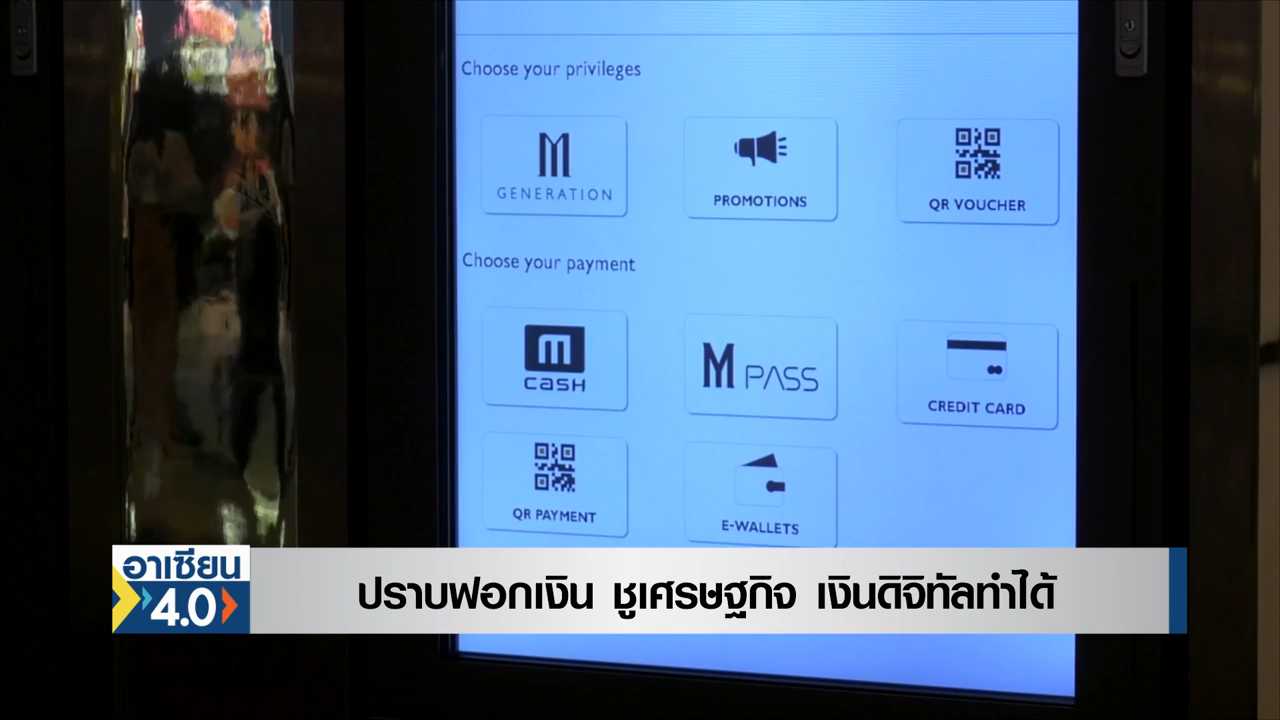 Choose your privileges
M
GENERATION
PROMOTIONS
QR VOUCHER
Choose your payment
m
CASH
M PASS
CREDIT CARD
QR PAYMENT
E-WALLETS
อาเซียน
4.0
ปราบฟอกเงิน ชูเศรษฐกิจ เงินดิจิทัลทำได้